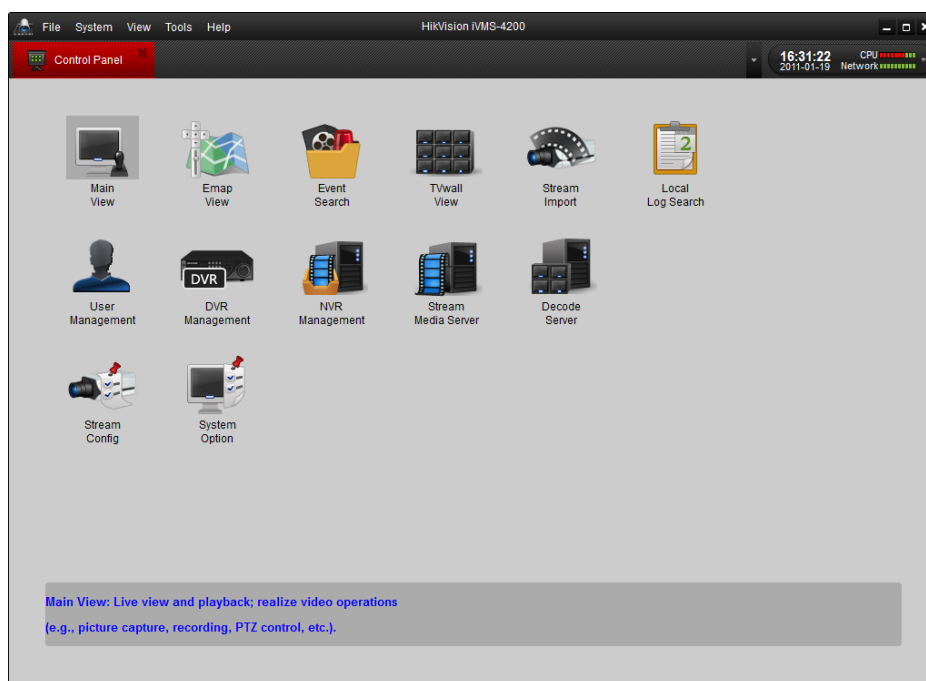 File System View Tools Help HikVision iVMS-4200
Control Panel 16:31:22 CPU
2011-01-19 Network
2
Main Emap Event TVwall Stream Local
View View Search View Import Log Search
DVR
User DVR NVR Stream Decode
Management Management Management Media Server Server
Stream System
Config Option
Main View: Live view and playback; realize video operations
(e.g., picture capture, recording, PTZ control, etc.).